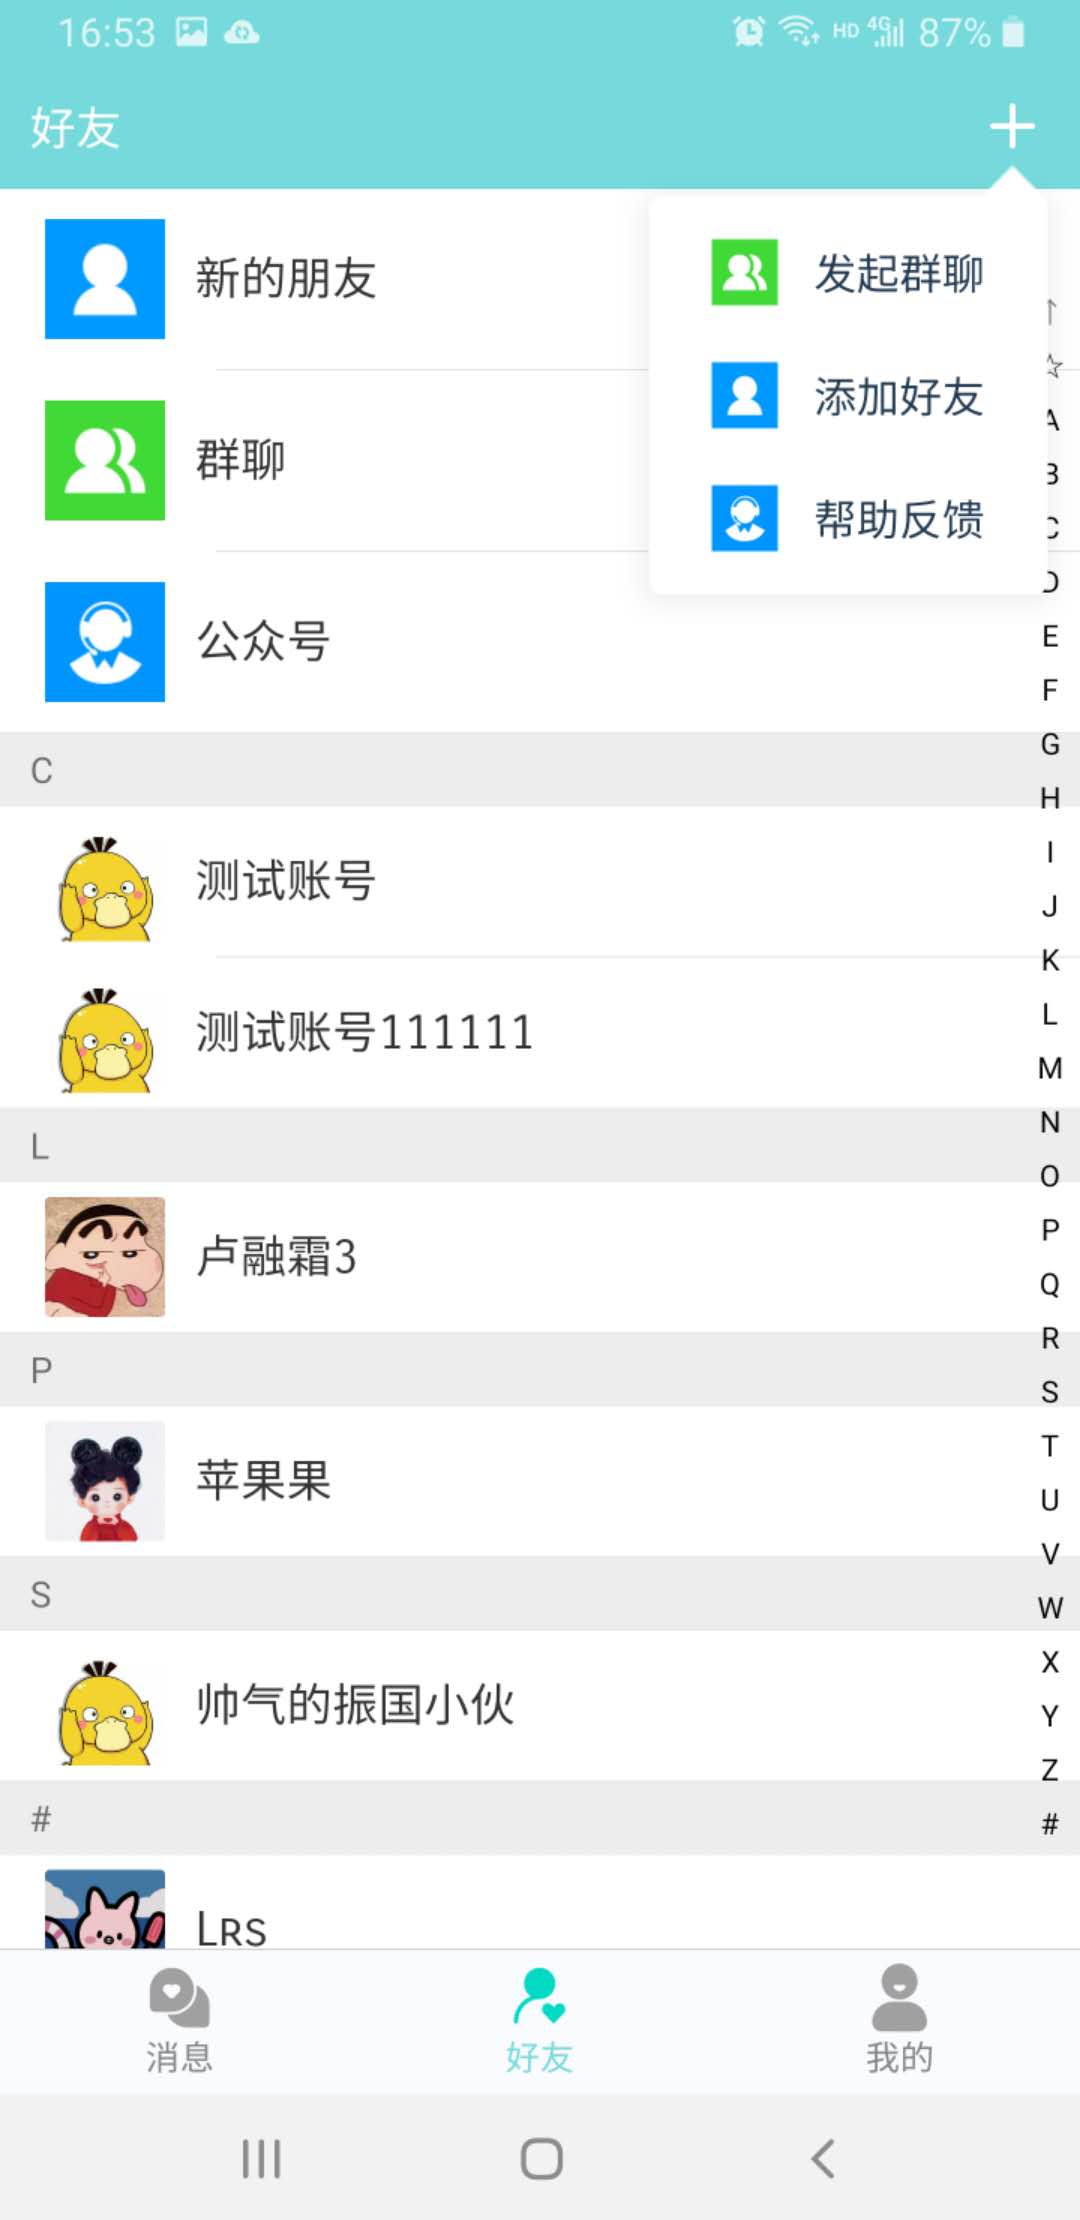 16:53 HD 4G 87%
好友
新的朋友
群聊
公众号
发起群聊
添加好友
帮助反馈
C
测试账号
测试账号111111
L
卢融霜3
P
苹果果
S
帅气的振国小伙
#
LRS
↑
☆
A
B
C
D
E
F
G
H
I
J
K
L
M
N
O
P
Q
R
S
T
U
V
W
X
Y
Z
#
消息
好友
我的